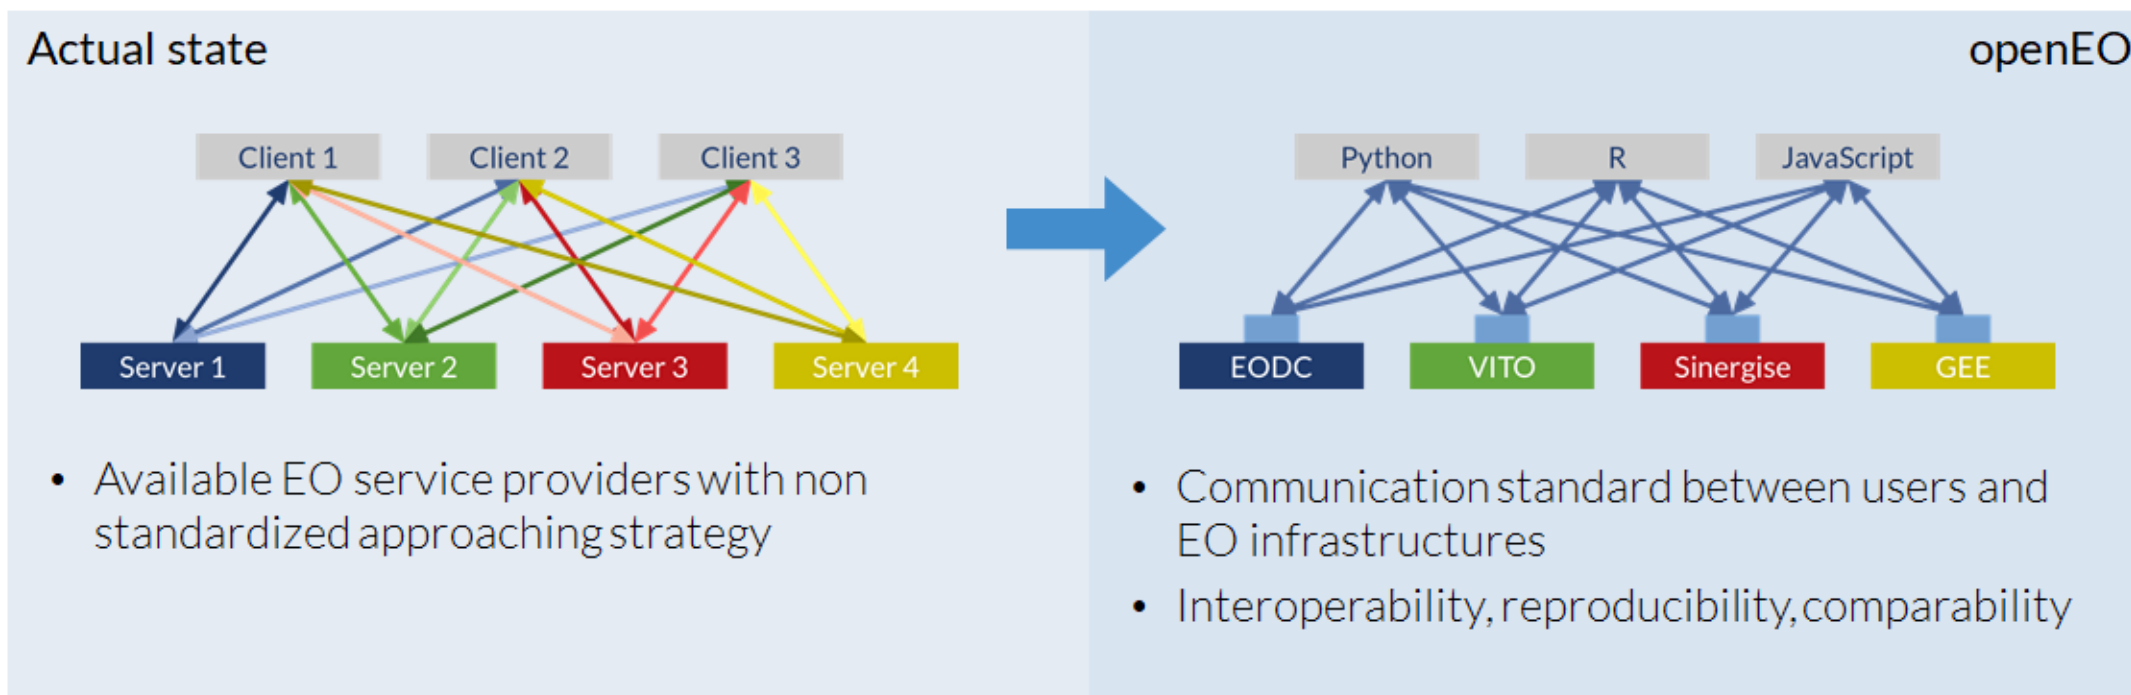 Actual state
Client 1 Client 2 Client 3
Server 1 Server 2 Server 3 Server 4
• Available EO service providers with non
standardized approaching strategy
openEO
Python R JavaScript
EODC VITO Sinergise GEE
• Communication standard between users and
EO infrastructures
• Interoperability, reproducibility, comparability